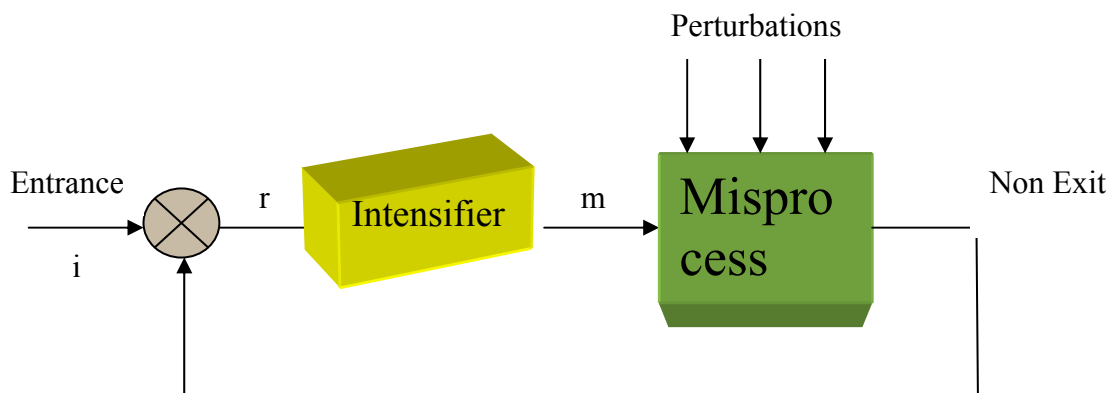 Perturbations
Entrance
i
r
Intensifier
m
Mispro
cess
Non Exit